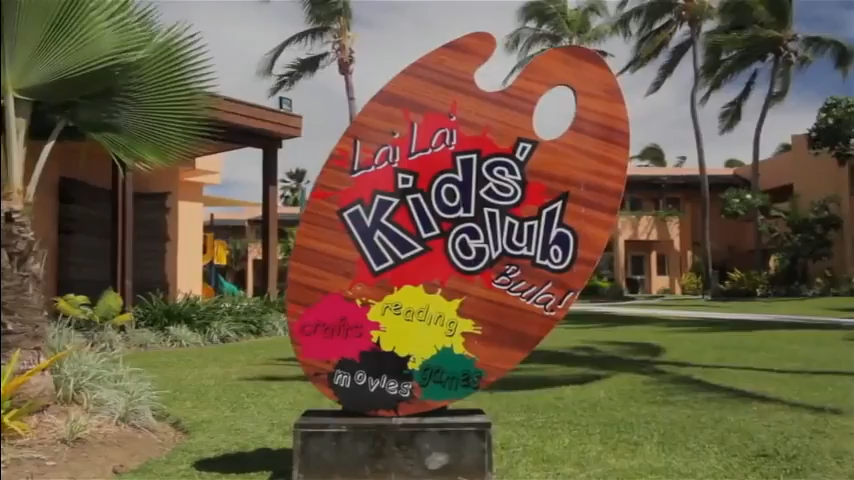 Lai Lai
Kids'
Club
Bula!
crafts
reading
movies
games